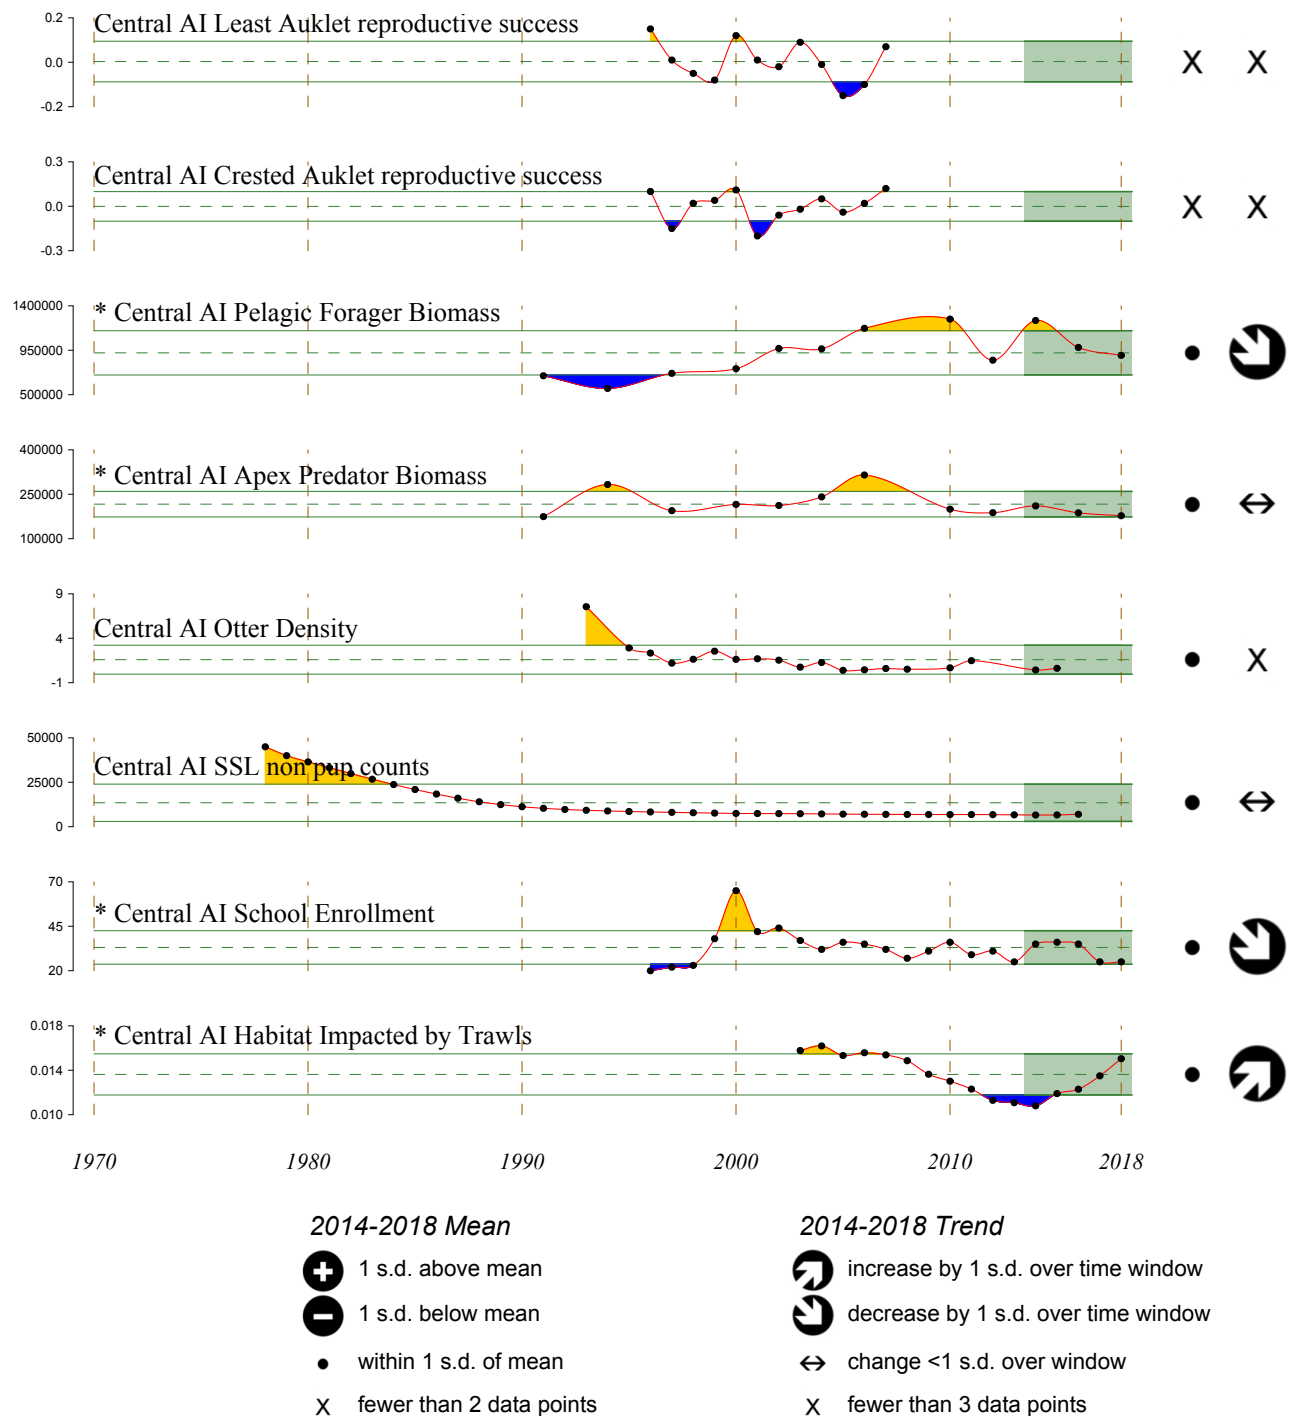 Central AI Least Auklet reproductive success
0.2
0.0
-0.2
X X
Central AI Crested Auklet reproductive success
0.3
0.0
-0.3
X X
* Central AI Pelagic Forager Biomass
1400000
950000
500000
* Central AI Apex Predator Biomass
400000
250000
100000
Central AI Otter Density
9
4
-1
X
Central AI SSL non pup counts
50000
25000
0
* Central AI School Enrollment
70
45
20
* Central AI Habitat Impacted by Trawls
0.018
0.014
0.010
1970 1980 1990 2000 2010 2018
2014-2018 Mean
1 s.d. above mean
1 s.d. below mean
within 1 s.d. of mean
X fewer than 2 data points
2014-2018 Trend
increase by 1 s.d. over time window
decrease by 1 s.d. over time window
change <1 s.d. over window
X fewer than 3 data points